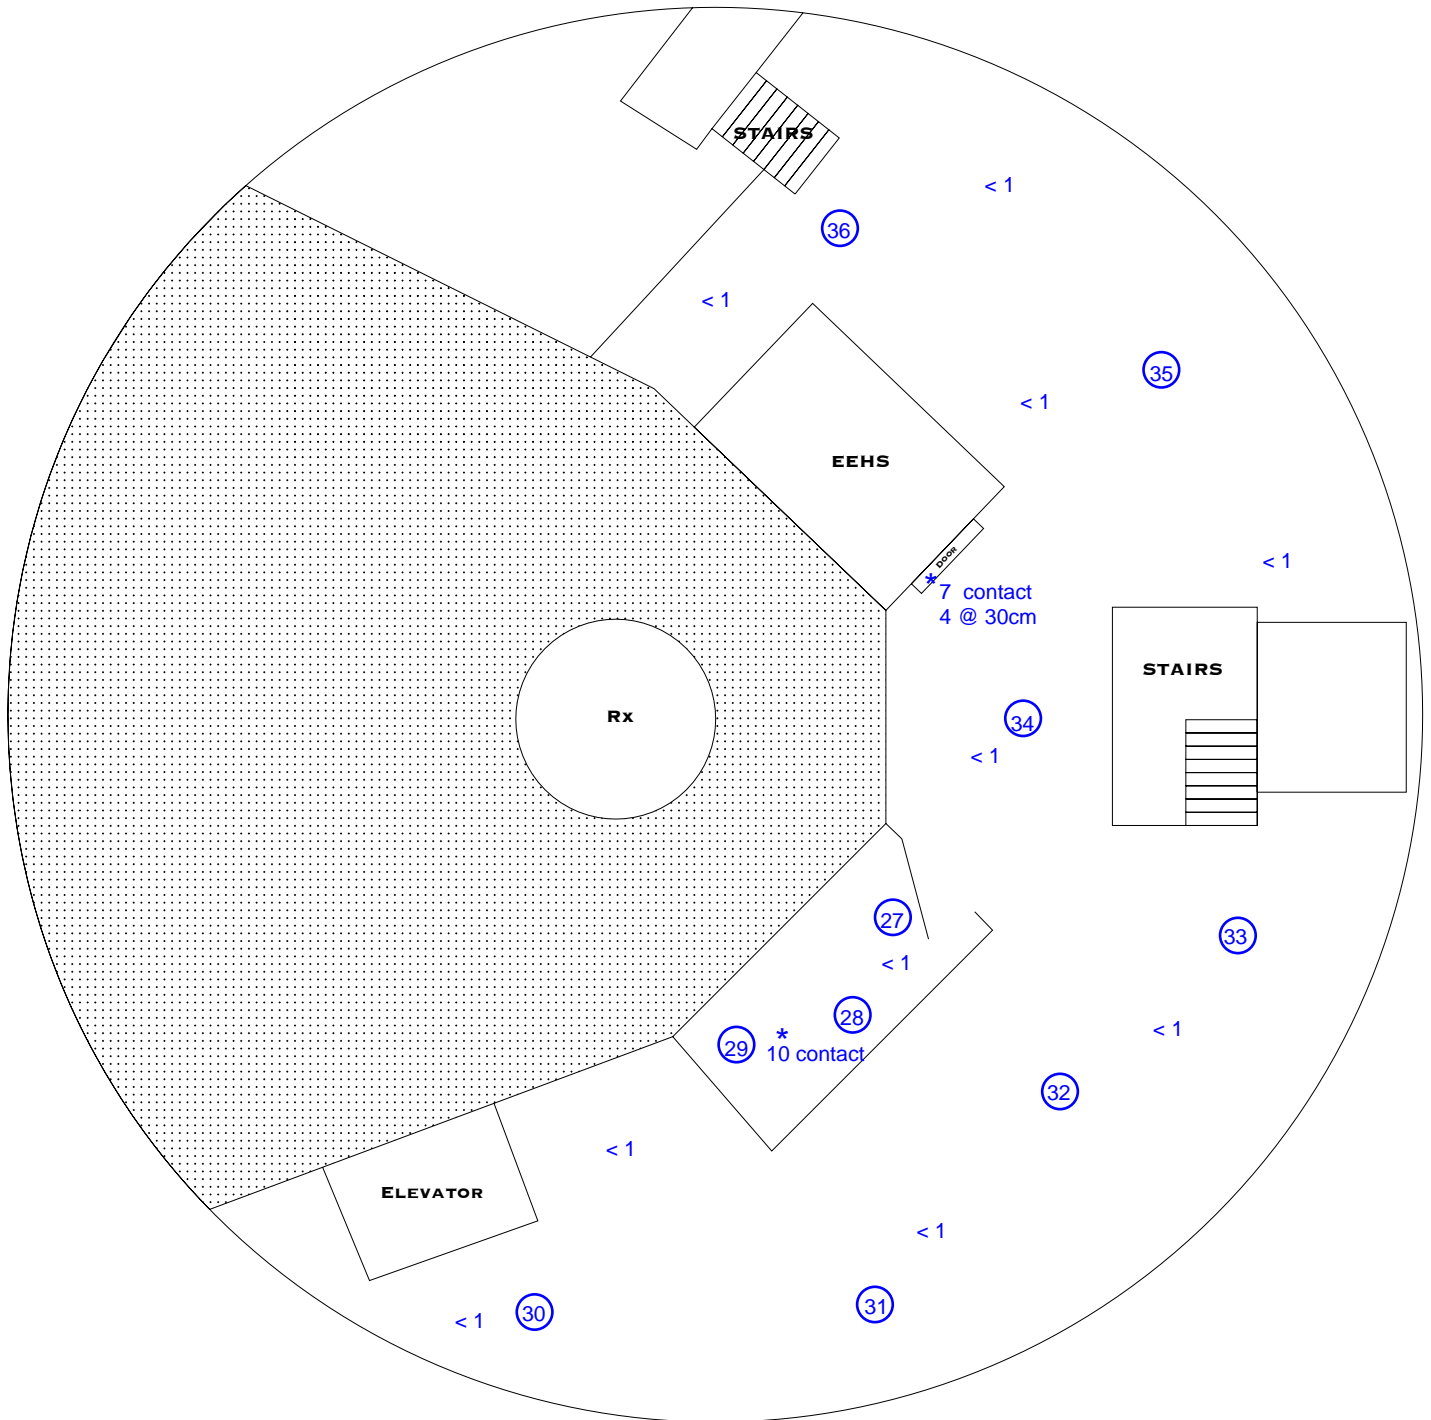 STAIRS
< 1
36
< 1
35
< 1
EEHS
Door
< 1
*
7 contact
4 @ 30cm
STAIRS
Rx
34
< 1
27
33
< 1
28
*
29
10 contact
< 1
32
< 1
Elevator
< 1
31
30
< 1